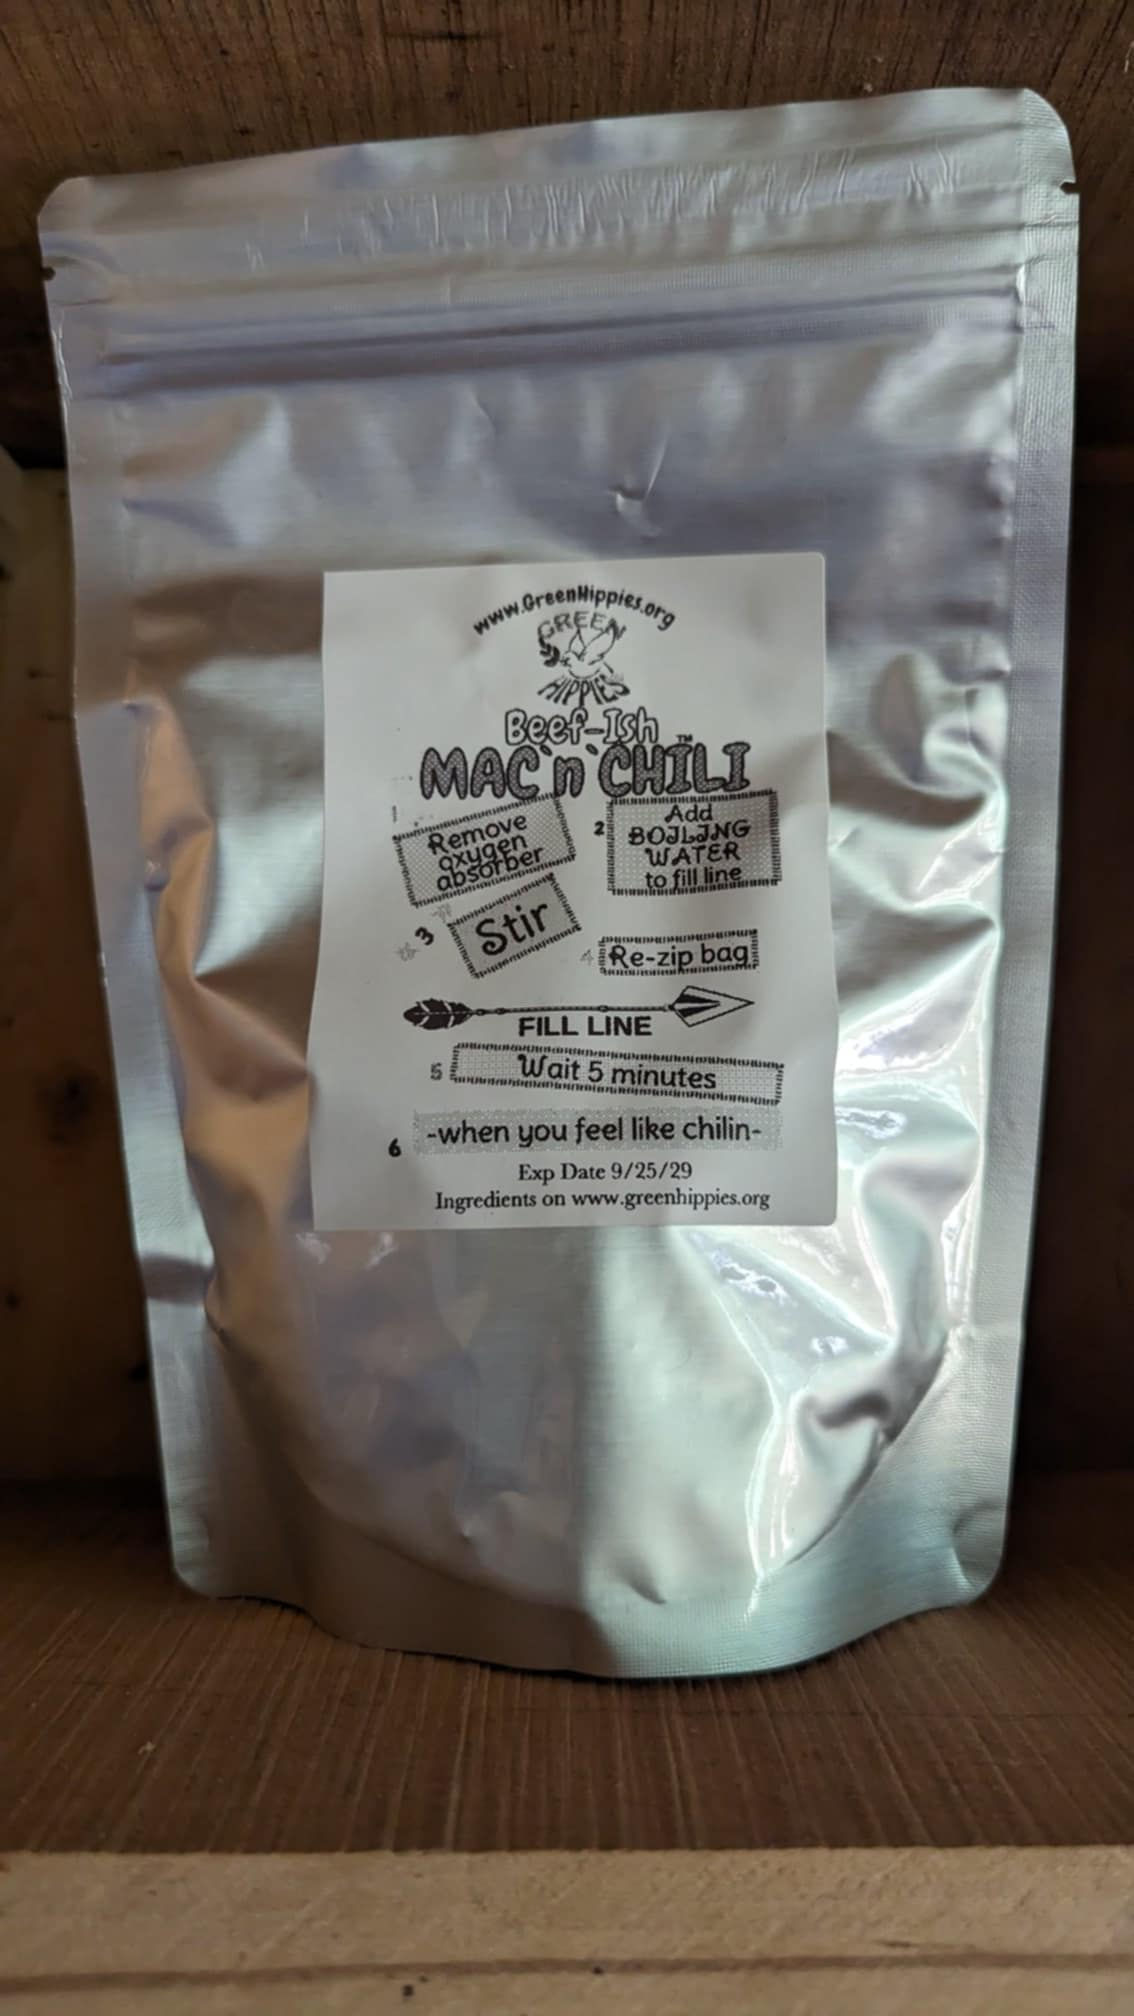 www.GreenHippies.org
GREEN
HIPPIES
Beef-Ish
MAC`n`CHILI™
1
Remove
oxygen
absorber
2
Add
BOILING
WATER
to fill line
3
Stir
4
Re-zip bag
FILL LINE
5
Wait 5 minutes
6
-when you feel like chilin-
Exp Date 9/25/29
Ingredients on www.greenhippies.org